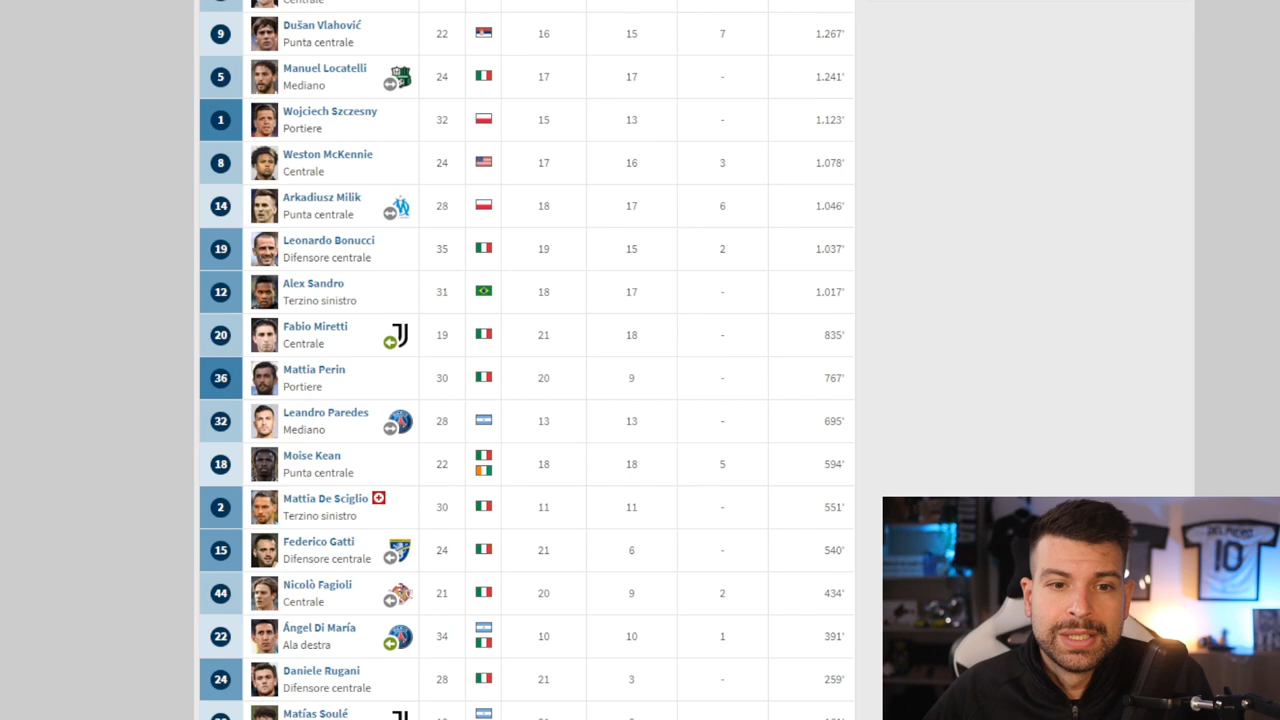 Centrale
9 Dušan Vlahović 22 16 15 7 1.267'
Punta centrale
5 Manuel Locatelli 24 17 17 - 1.241'
Mediano
1 Wojciech Szczesny 32 15 13 - 1.123'
Portiere
8 Weston McKennie 24 17 16 3 1.078'
Centrale
14 Arkadiusz Milik 28 18 17 6 1.046'
Punta centrale
19 Leonardo Bonucci 35 19 15 2 1.037'
Difensore centrale
12 Alex Sandro 31 18 17 - 1.017'
Terzino sinistro
20 Fabio Miretti 19 21 18 - 835'
Centrale
36 Mattia Perin 30 20 9 - 767'
Portiere
32 Leandro Paredes 28 13 13 - 695'
Mediano
18 Moise Kean 22 18 18 5 594'
Punta centrale
2 Mattia De Sciglio 30 11 11 - 551'
Terzino sinistro
15 Federico Gatti 24 21 6 - 540'
Difensore centrale
44 Nicolò Fagioli 21 20 9 2 434'
Centrale
22 Ángel Di María 34 10 10 1 391'
Ala destra
24 Daniele Rugani 28 21 3 - 259'
Difensore centrale
Matías Soulé
10